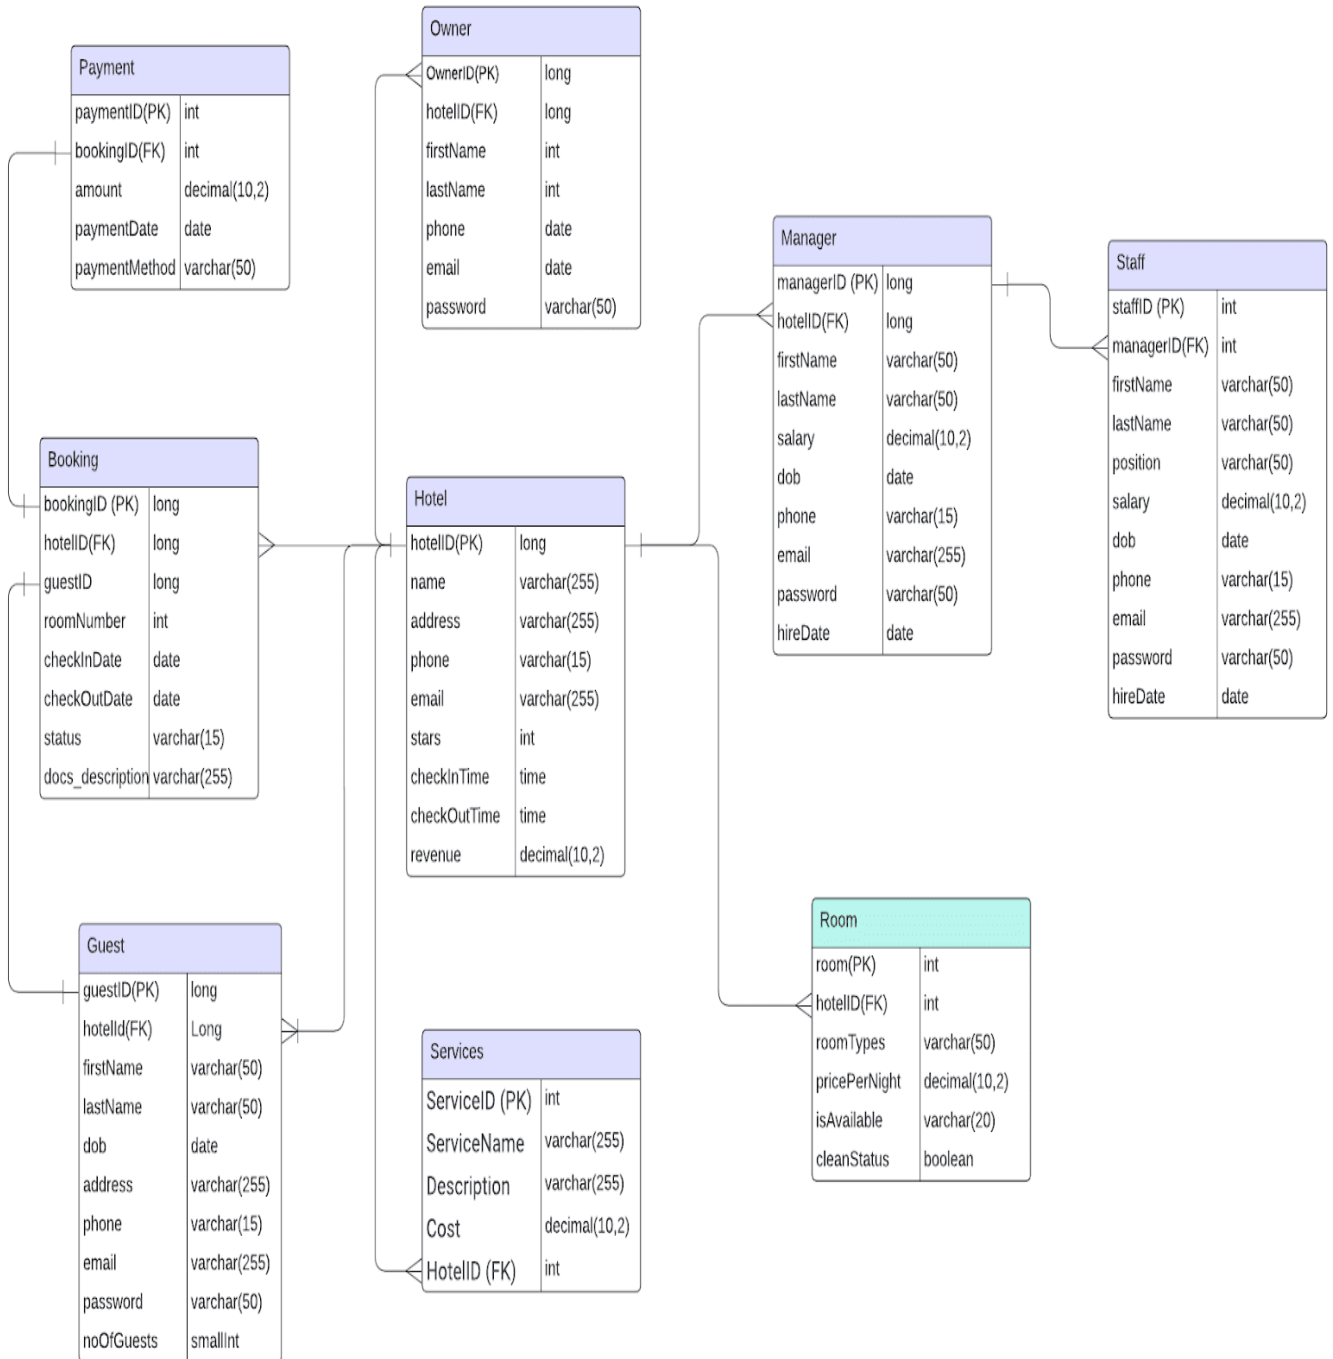 Owner
OwnerID(PK) long
hotelID(FK) long
firstName int
lastName int
phone date
email date
password varchar(50)
Payment
paymentID(PK) int
bookingID(FK) int
amount decimal(10,2)
paymentDate date
paymentMethod varchar(50)
Manager
managerID (PK) long
hotelID(FK) long
firstName varchar(50)
lastName varchar(50)
salary decimal(10,2)
dob date
phone varchar(15)
email varchar(255)
password varchar(50)
hireDate date
Staff
staffID (PK) int
managerID(FK) int
firstName varchar(50)
lastName varchar(50)
position varchar(50)
salary decimal(10,2)
dob date
phone varchar(15)
email varchar(255)
password varchar(50)
hireDate date
Booking
bookingID (PK) long
hotelID(FK) long
guestID long
roomNumber int
checkInDate date
checkOutDate date
status varchar(15)
docs_description varchar(255)
Hotel
hotelID(PK) long
name varchar(255)
address varchar(255)
phone varchar(15)
email varchar(255)
stars int
checkInTime time
checkOutTime time
revenue decimal(10,2)
Guest
guestID(PK) long
hotelId(FK) Long
firstName varchar(50)
lastName varchar(50)
dob date
address varchar(255)
phone varchar(15)
email varchar(255)
password varchar(50)
noOfGuests smallInt
Services
ServiceID (PK) int
ServiceName varchar(255)
Description varchar(255)
Cost decimal(10,2)
HotelID (FK) int
Room
room(PK) int
hotelID(FK) int
roomTypes varchar(50)
pricePerNight decimal(10,2)
isAvailable varchar(20)
cleanStatus boolean